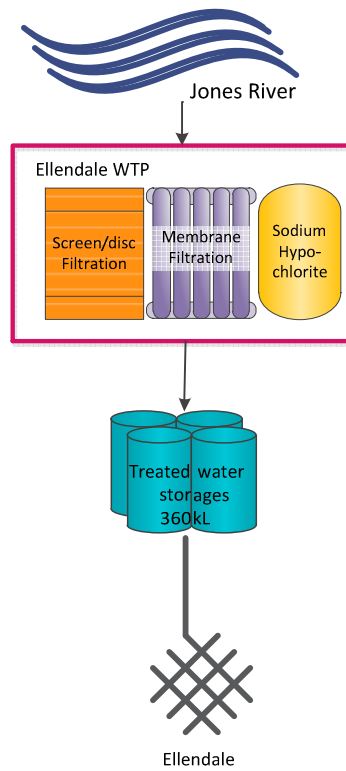 Jones River
Ellendale WTP
Screen/disc
Filtration
Membrane
Filtration
Sodium
Hypo-
chlorite
Treated water
storages
360kL
Ellendale